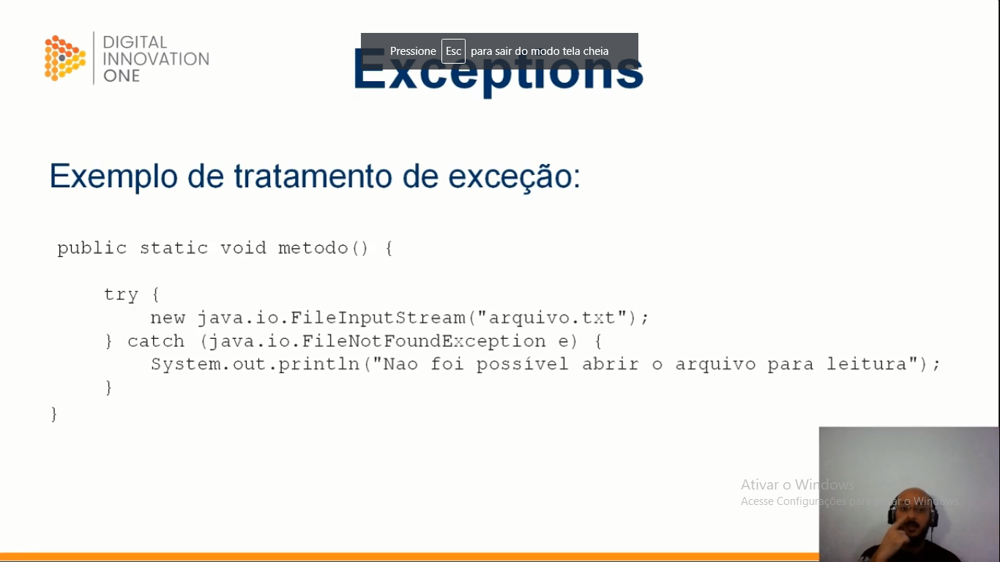 DIGITAL
INNOVATION
ONE
Pressione Esc para sair do modo tela cheia
Exceptions
Exemplo de tratamento de exceção:
public static void metodo() {
try {
new java.io.FileInputStream("arquivo.txt");
} catch (java.io.FileNotFoundException e) {
System.out.println("Nao foi possível abrir o arquivo para leitura");
}
}
Ativar o Windows
Acesse Configurações para ativar o Windows.